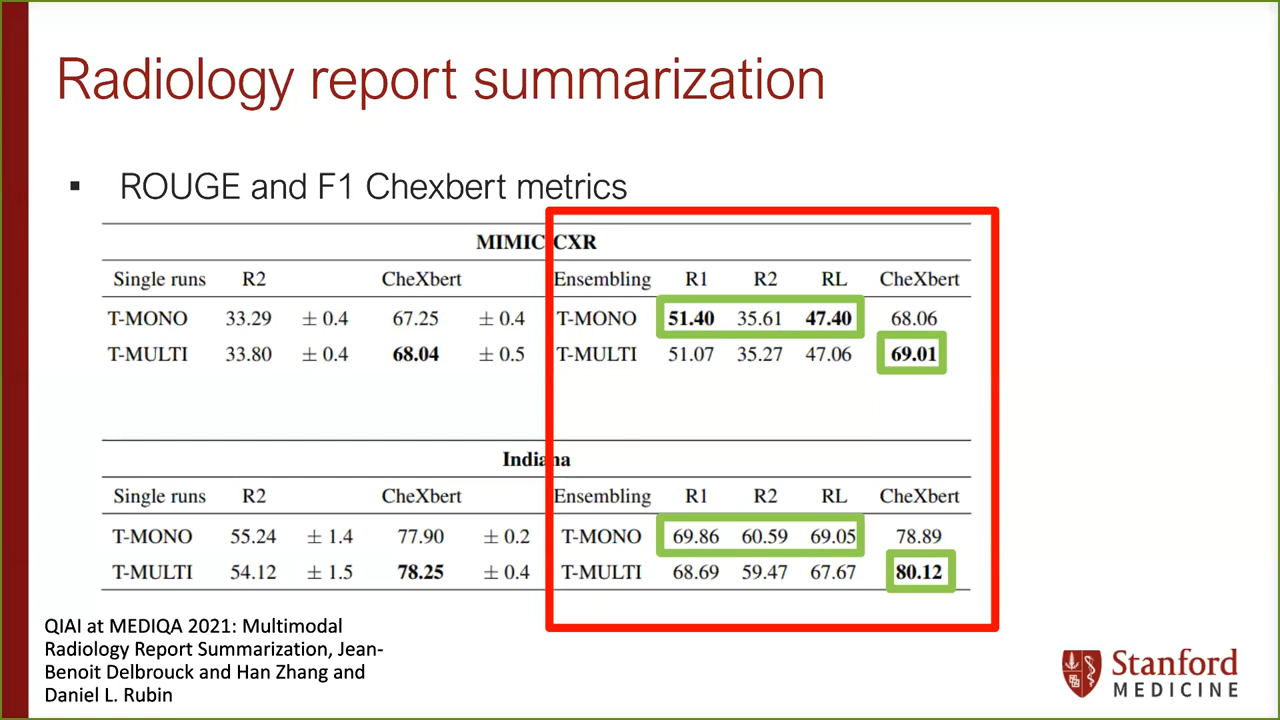 Radiology report summarization
▪ ROUGE and F1 Chexbert metrics
MIMIC-CXR
Single runs R2 CheXbert Ensembling R1 R2 RL CheXbert
T-MONO 33.29 ± 0.4 67.25 ± 0.4 T-MONO 51.40 35.61 47.40 68.06
T-MULTI 33.80 ± 0.4 68.04 ± 0.5 T-MULTI 51.07 35.27 47.06 69.01
Indiana
Single runs R2 CheXbert Ensembling R1 R2 RL CheXbert
T-MONO 55.24 ± 1.4 77.90 ± 0.2 T-MONO 69.86 60.59 69.05 78.89
T-MULTI 54.12 ± 1.5 78.25 ± 0.4 T-MULTI 68.69 59.47 67.67 80.12
QIAI at MEDIQA 2021: Multimodal
Radiology Report Summarization, Jean-
Benoit Delbrouck and Han Zhang and
Daniel L. Rubin
Stanford
MEDICINE